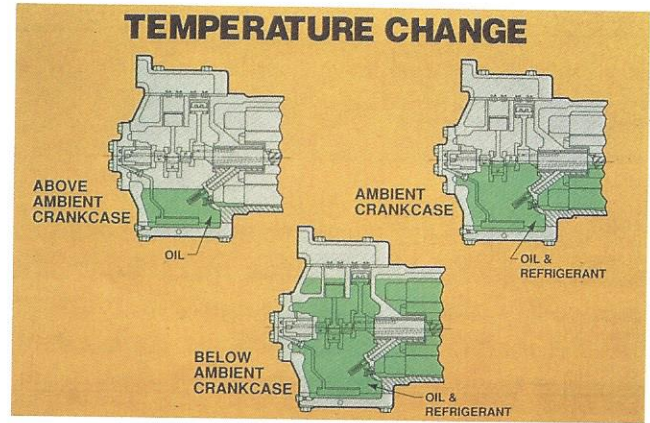 TEMPERATURE CHANGE
ABOVE
AMBIENT
CRANKCASE
OIL
AMBIENT
CRANKCASE
OIL &
REFRIGERANT
BELOW
AMBIENT
CRANKCASE
OIL &
REFRIGERANT